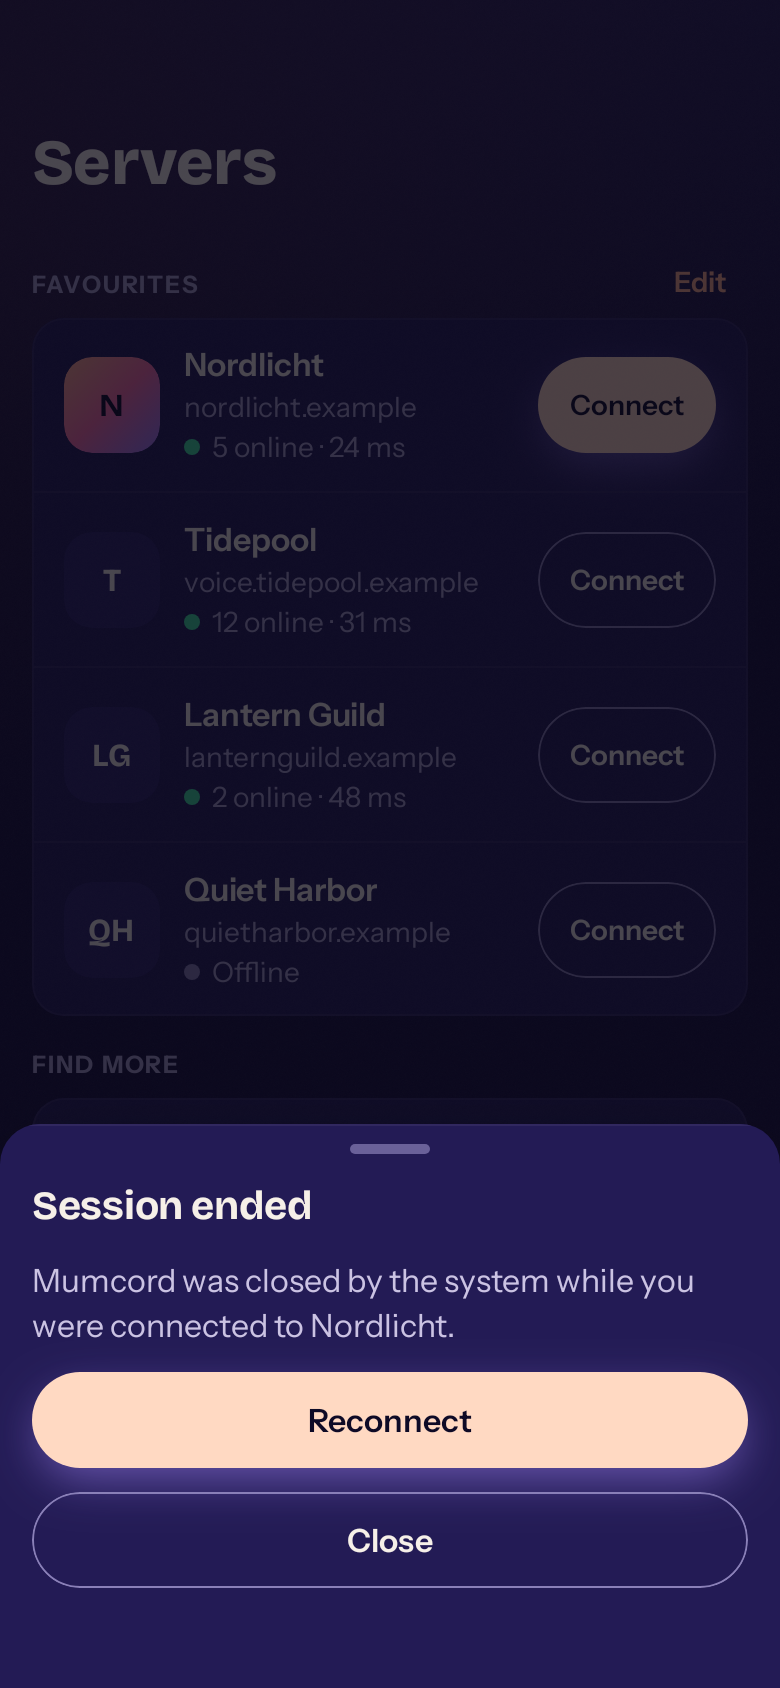 Servers
FAVOURITES
Edit
N
Nordlicht
nordlicht.example
5 online · 24 ms
Connect
T
Tidepool
voice.tidepool.example
12 online · 31 ms
Connect
LG
Lantern Guild
lanternguild.example
2 online · 48 ms
Connect
QH
Quiet Harbor
quietharbor.example
Offline
Connect
FIND MORE
Session ended
Mumcord was closed by the system while you
were connected to Nordlicht.
Reconnect
Close